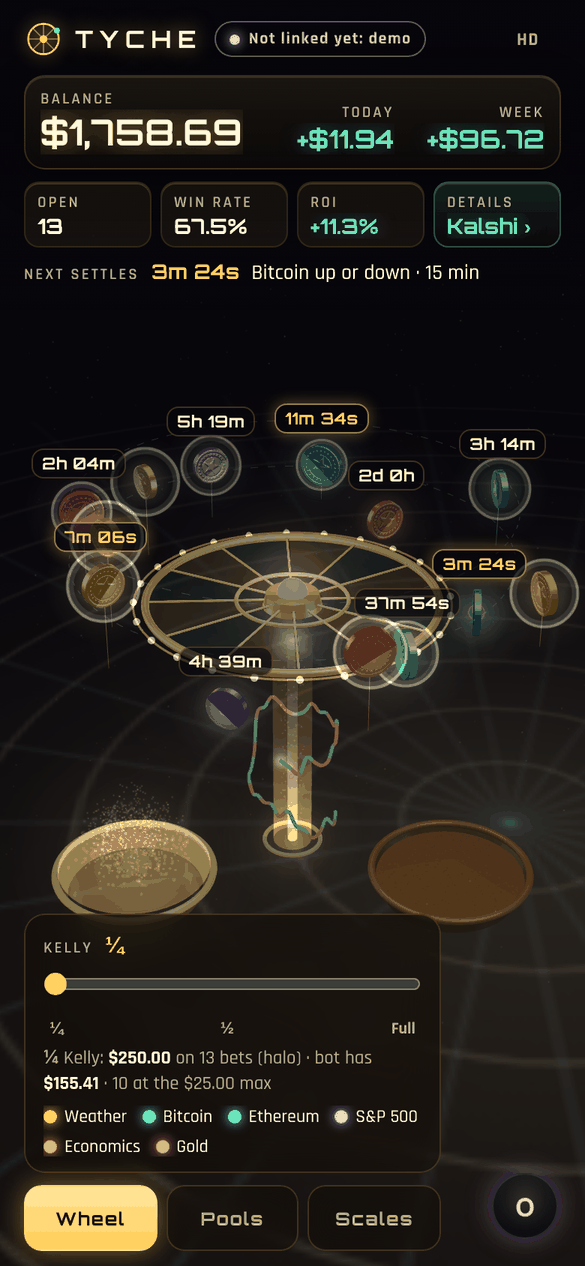 TYCHE
Not linked yet: demo
HD
BALANCE
$1,758.69
TODAY
+$11.94
WEEK
+$96.72
OPEN
13
WIN RATE
67.5%
ROI
+11.3%
DETAILS
Kalshi ›
NEXT SETTLES 3m 24s Bitcoin up or down · 15 min
5h 19m
11m 34s
3h 14m
2h 04m
2d 0h
7m 06s
3m 24s
37m 54s
4h 39m
KELLY ¼
¼ ½ Full
¼ Kelly: $250.00 on 13 bets (halo) · bot has
$155.41 · 10 at the $25.00 max
Weather Bitcoin Ethereum S&P 500
Economics Gold
Wheel Pools Scales O